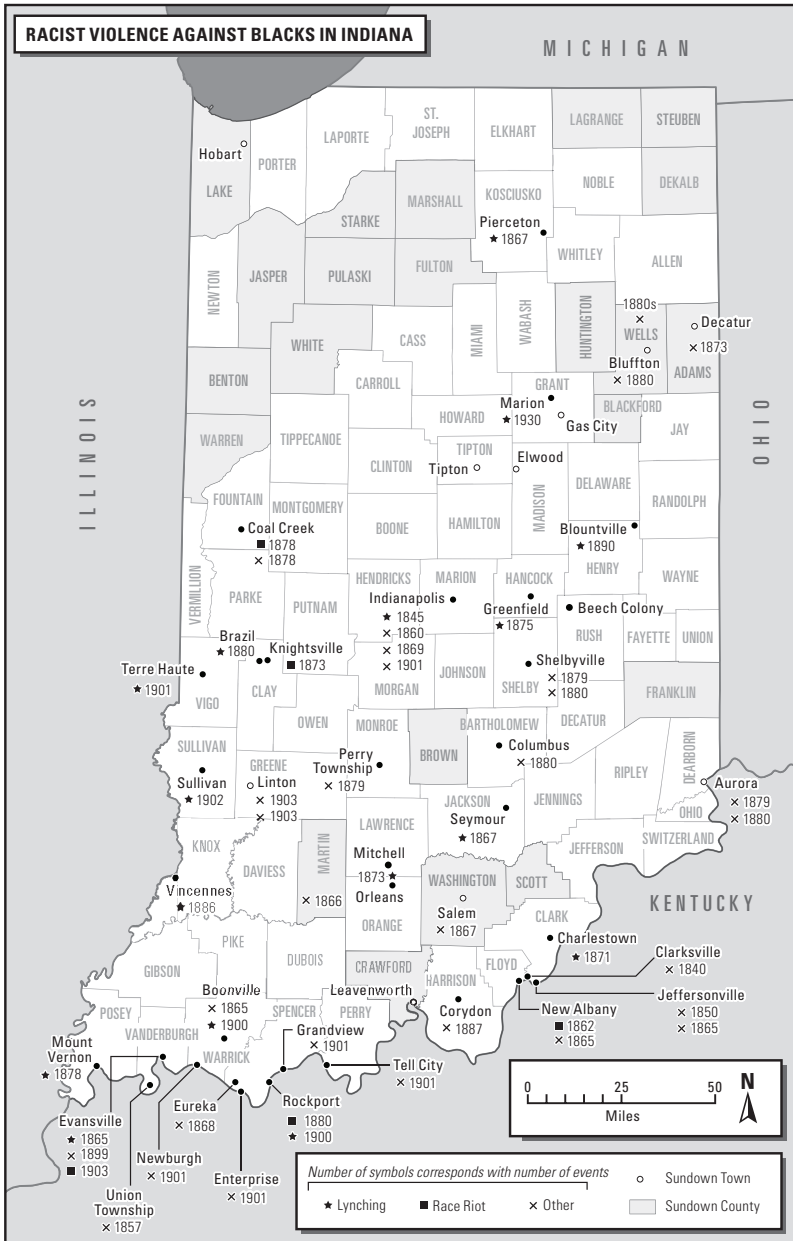 RACIST VIOLENCE AGAINST BLACKS IN INDIANA
MICHIGAN
ILLINOIS
OHIO
KENTUCKY
LAKE
Hobart
PORTER
LAPORTE
ST.
JOSEPH
ELKHART
LAGRANGE
STEUBEN
NOBLE
DEKALB
STARKE
MARSHALL
KOSCIUSKO
Pierceton
★ 1867
WHITLEY
ALLEN
NEWTON
JASPER
PULASKI
FULTON
WHITE
CASS
MIAMI
WABASH
HUNTINGTON
1880s
×
WELLS
Bluffton
× 1880
Decatur
× 1873
ADAMS
BENTON
CARROLL
HOWARD
GRANT
Marion
★ 1930
Gas City
BLACKFORD
JAY
WARREN
TIPPECANOE
CLINTON
TIPTON
Tipton
Elwood
MADISON
DELAWARE
RANDOLPH
FOUNTAIN
MONTGOMERY
BOONE
HAMILTON
Coal Creek
■ 1878
× 1878
Blountville
★ 1890
HENRY
WAYNE
VERMILLION
PARKE
PUTNAM
HENDRICKS
MARION
Indianapolis
★ 1845
× 1860
× 1869
× 1901
HANCOCK
Greenfield
★ 1875
Beech Colony
RUSH
FAYETTE
UNION
Brazil
★ 1880
Knightsville
■ 1873
Terre Haute
★ 1901
VIGO
CLAY
OWEN
MORGAN
JOHNSON
SHELBY
Shelbyville
× 1879
× 1880
FRANKLIN
DECATUR
SULLIVAN
Sullivan
★ 1902
GREENE
Linton
× 1903
× 1903
MONROE
Perry
Township
× 1879
BROWN
BARTHOLOMEW
Columbus
× 1880
JENNINGS
RIPLEY
DEARBORN
OHIO
Aurora
× 1879
× 1880
SWITZERLAND
JEFFERSON
KNOX
Vincennes
★ 1886
DAVIESS
MARTIN
× 1866
LAWRENCE
Mitchell
1873 ★
Orleans
ORANGE
JACKSON
Seymour
★ 1867
WASHINGTON
Salem
× 1867
SCOTT
CLARK
Charlestown
★ 1871
GIBSON
PIKE
DUBOIS
CRAWFORD
Leavenworth
HARRISON
Corydon
× 1887
FLOYD
New Albany
■ 1862
× 1865
Clarksville
× 1840
Jeffersonville
× 1850
× 1865
POSEY
VANDERBURGH
WARRICK
SPENCER
PERRY
Boonville
× 1865
★ 1900
Grandview
× 1901
Tell City
× 1901
Mount
Vernon
★ 1878
Evansville
★ 1865
× 1899
■ 1903
Union
Township
× 1857
Newburgh
× 1901
Eureka
× 1868
Enterprise
× 1901
Rockport
■ 1880
★ 1900
0 25 50
Miles
N
Number of symbols corresponds with number of events
★ Lynching ■ Race Riot × Other
○ Sundown Town
Sundown County